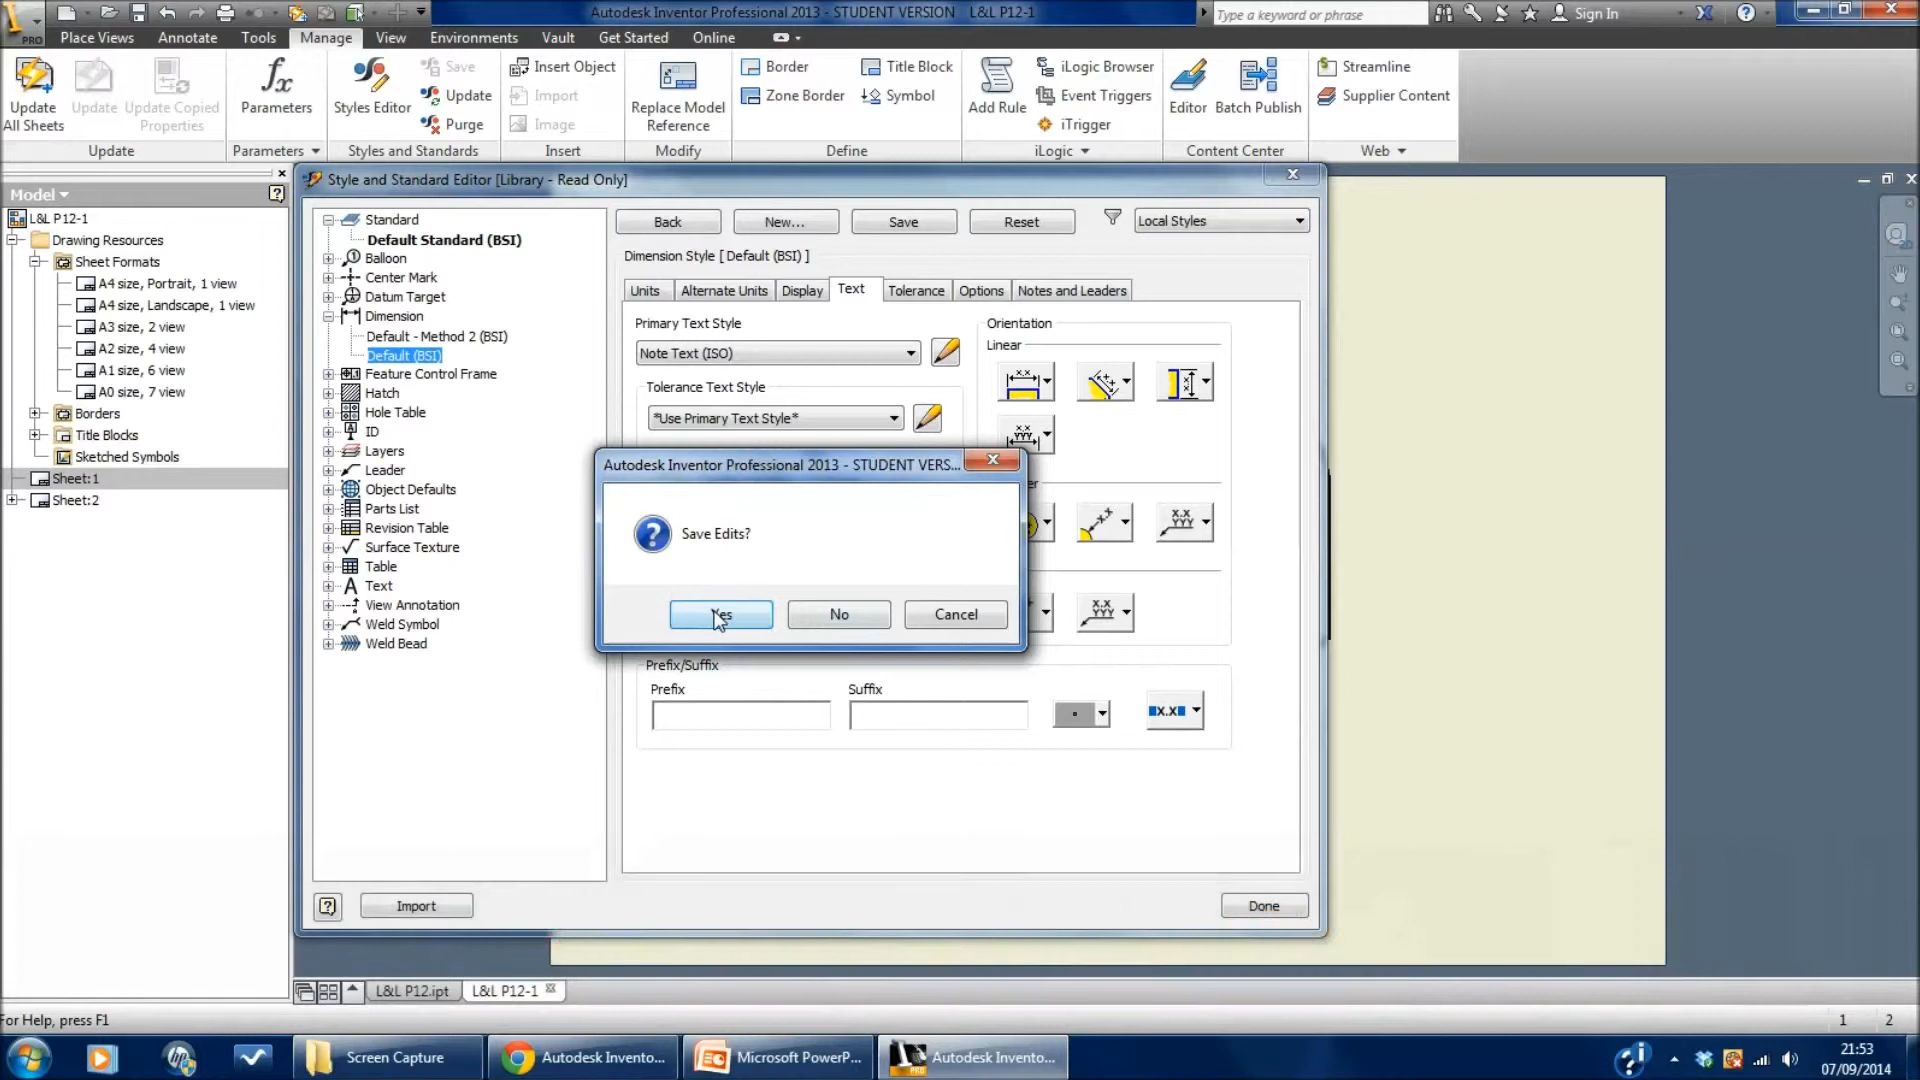 Autodesk Inventor Professional 2013 - STUDENT VERSION L&L P12-1
Type a keyword or phrase
Sign In
PRO
Place Views Annotate Tools Manage View Environments Vault Get Started Online
Update All Sheets
Update
Update Copied Properties
Update
Parameters
Parameters
Styles Editor
Save
Update
Purge
Styles and Standards
Insert Object
Import
Image
Insert
Replace Model Reference
Modify
Border
Zone Border
Title Block
Symbol
Define
Add Rule
iLogic Browser
Event Triggers
iTrigger
iLogic
Editor
Batch Publish
Content Center
Streamline
Supplier Content
Web
Model
L&L P12-1
Drawing Resources
Sheet Formats
A4 size, Portrait, 1 view
A4 size, Landscape, 1 view
A3 size, 2 view
A2 size, 4 view
A1 size, 6 view
A0 size, 7 view
Borders
Title Blocks
Sketched Symbols
Sheet:1
Sheet:2
Style and Standard Editor [Library - Read Only]
Standard
Default Standard (BSI)
Balloon
Center Mark
Datum Target
Dimension
Default - Method 2 (BSI)
Default (BSI)
Feature Control Frame
Hatch
Hole Table
ID
Layers
Leader
Object Defaults
Parts List
Revision Table
Surface Texture
Table
Text
View Annotation
Weld Symbol
Weld Bead
Back New... Save Reset Local Styles
Dimension Style [ Default (BSI) ]
Units Alternate Units Display Text Tolerance Options Notes and Leaders
Primary Text Style
Note Text (ISO)
Tolerance Text Style
*Use Primary Text Style*
Orientation
Linear
Autodesk Inventor Professional 2013 - STUDENT VERS...
Save Edits?
Yes No Cancel
Prefix/Suffix
Prefix
Suffix
X.X
Import
Done
L&L P12.ipt L&L P12-1
For Help, press F1
1 2
Screen Capture
Autodesk Invento...
Microsoft PowerP...
Autodesk Invento...
21:53
07/09/2014